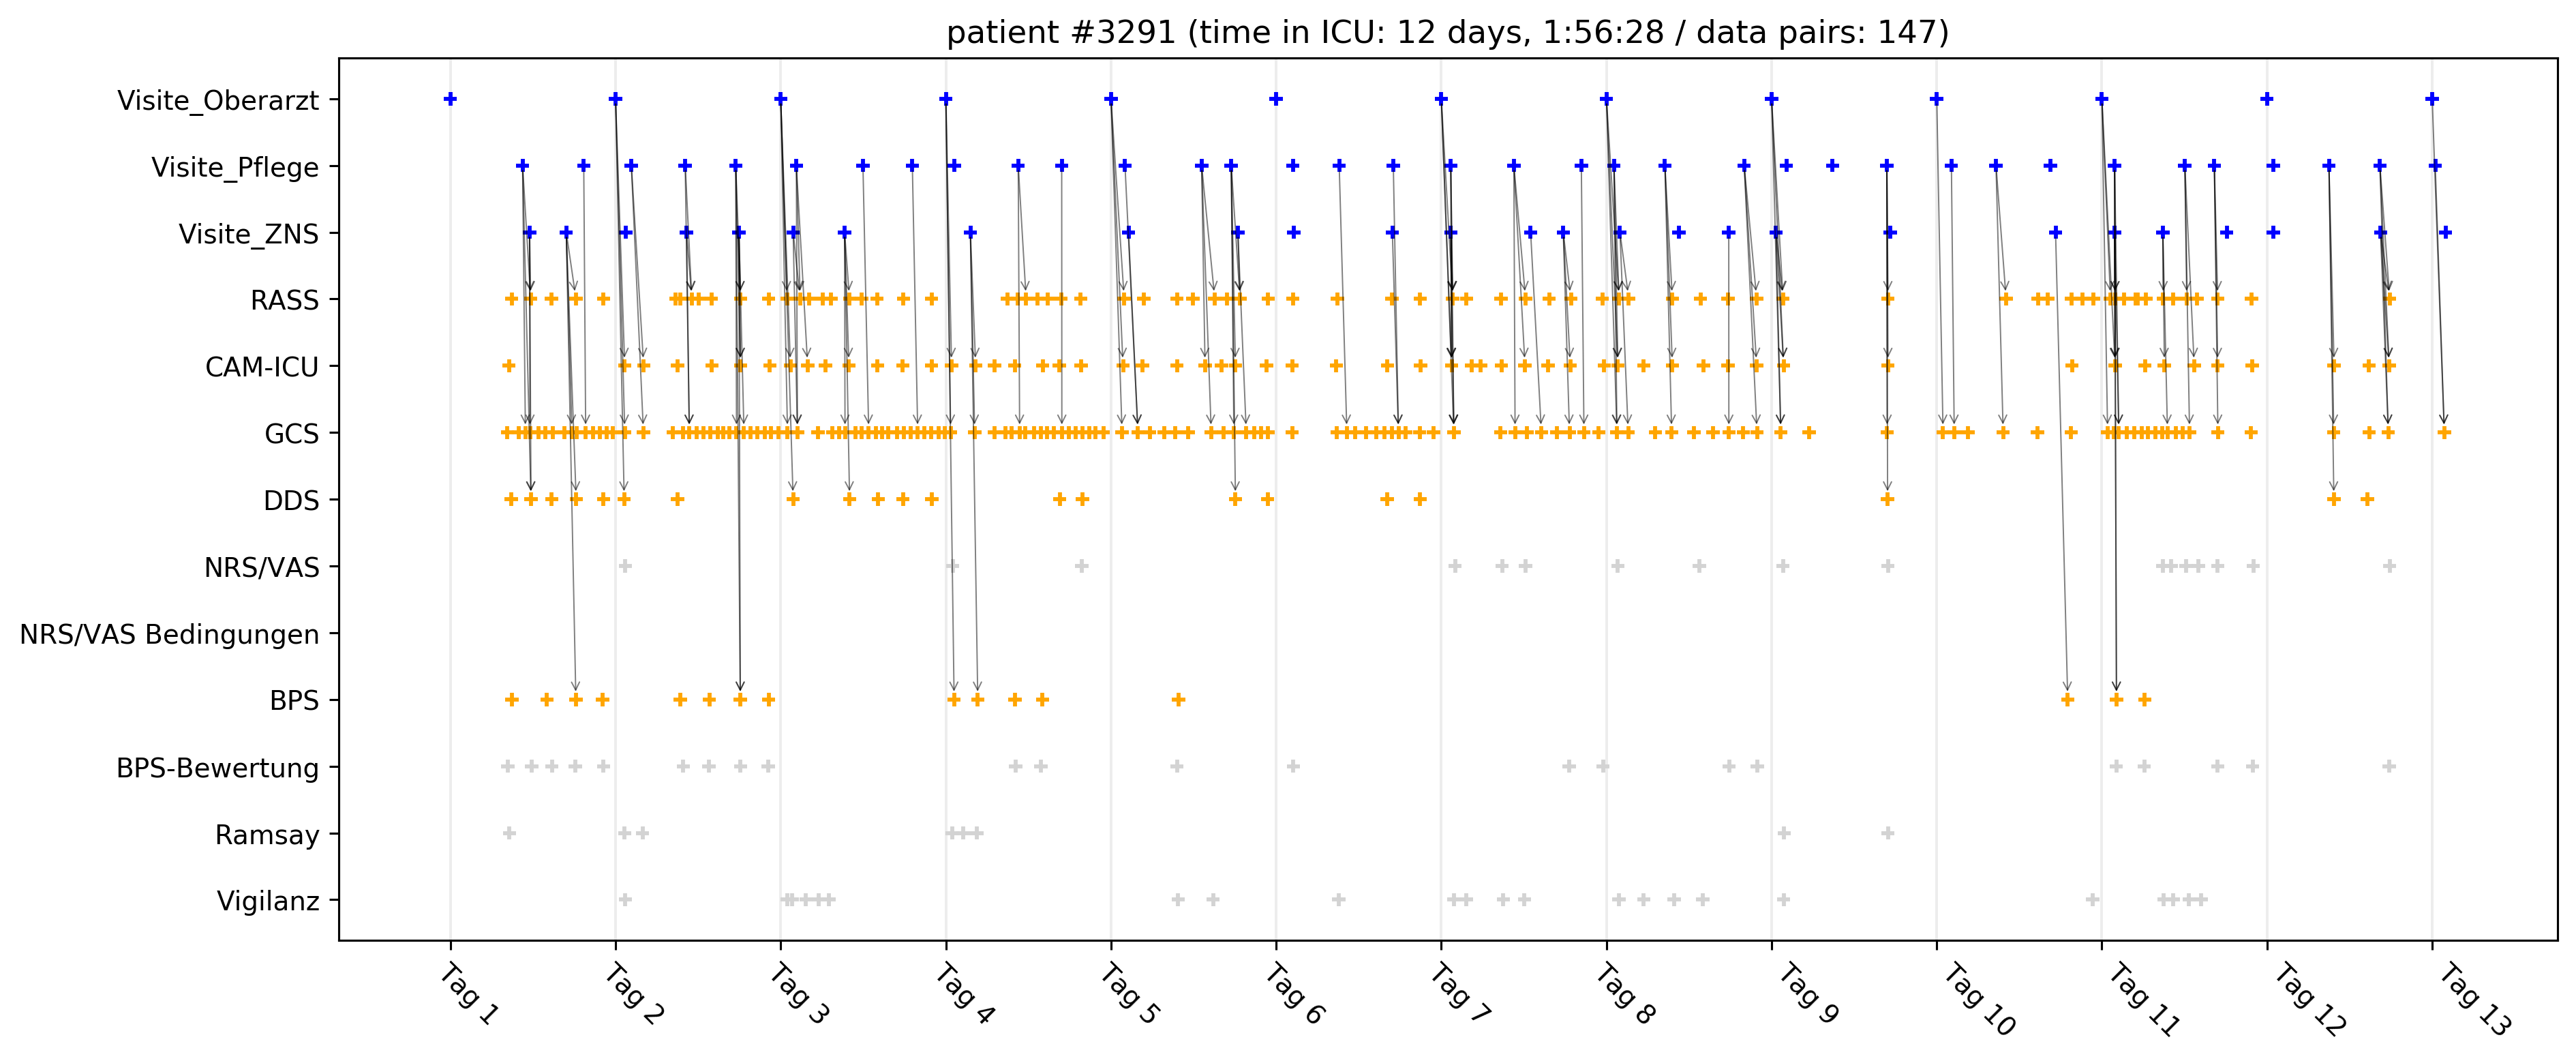 patient #3291 (time in ICU: 12 days, 1:56:28 / data pairs: 147)
Visite_Oberarzt
Visite_Pflege
Visite_ZNS
RASS
CAM-ICU
GCS
DDS
NRS/VAS
NRS/VAS Bedingungen
BPS
BPS-Bewertung
Ramsay
Vigilanz
Tag 1
Tag 2
Tag 3
Tag 4
Tag 5
Tag 6
Tag 7
Tag 8
Tag 9
Tag 10
Tag 11
Tag 12
Tag 13